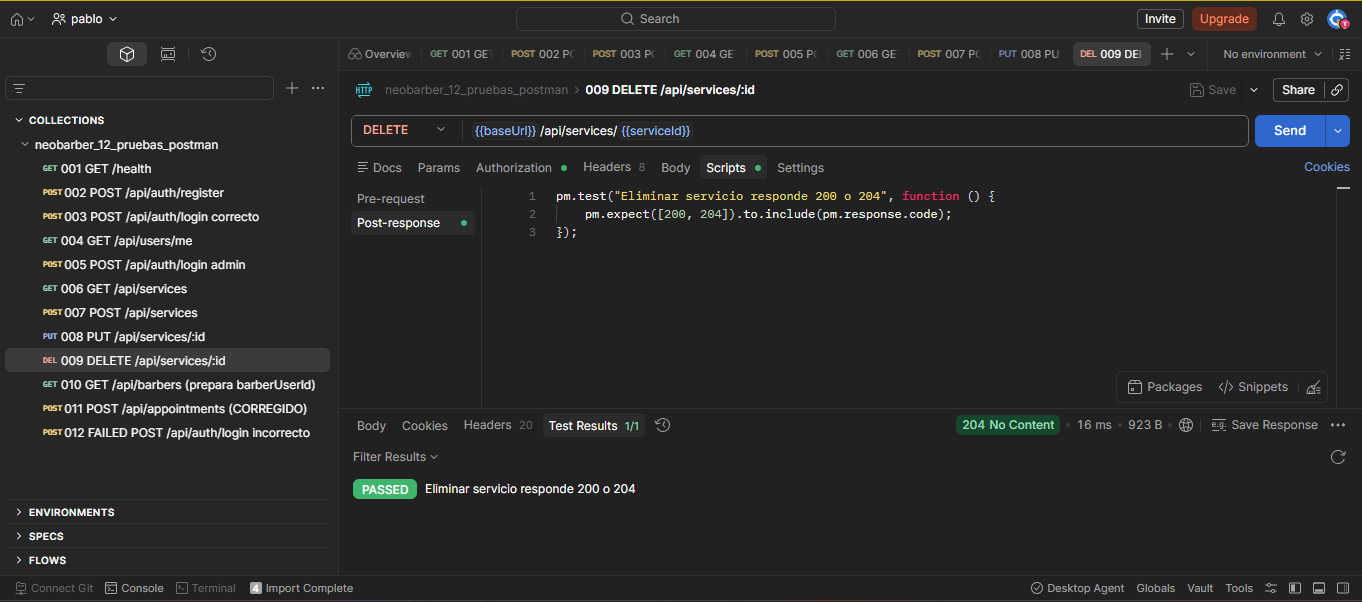 pablo
Search
Invite
Upgrade
Overview
GET 001 GET
POST 002 PO
POST 003 PO
GET 004 GE
POST 005 P
GET 006 GE
POST 007 PO
PUT 008 PU
DEL 009 DEL
No environment
neobarber_12_pruebas_postman > 009 DELETE /api/services/:id
Save
Share
COLLECTIONS
neobarber_12_pruebas_postman
GET 001 GET /health
POST 002 POST /api/auth/register
POST 003 POST /api/auth/login correcto
GET 004 GET /api/users/me
POST 005 POST /api/auth/login admin
GET 006 GET /api/services
POST 007 POST /api/services
PUT 008 PUT /api/services/:id
DEL 009 DELETE /api/services/:id
GET 010 GET /api/barbers (prepara barberUserId)
POST 011 POST /api/appointments (CORREGIDO)
POST 012 FAILED POST /api/auth/login incorrecto
ENVIRONMENTS
SPECS
FLOWS
HTTP
DELETE
{{baseUrl}} /api/services/ {{serviceId}}
Send
Docs
Params
Authorization
Headers 8
Body
Scripts
Settings
Cookies
Pre-request
Post-response
1 pm.test("Eliminar servicio responde 200 o 204", function () {
2 pm.expect([200, 204]).to.include(pm.response.code);
3 });
Packages
Snippets
Body
Cookies
Headers 20
Test Results 1/1
204 No Content
16 ms
923 B
e.g. Save Response
Filter Results
PASSED Eliminar servicio responde 200 o 204
Connect Git
Console
Terminal
4 Import Complete
Desktop Agent
Globals
Vault
Tools